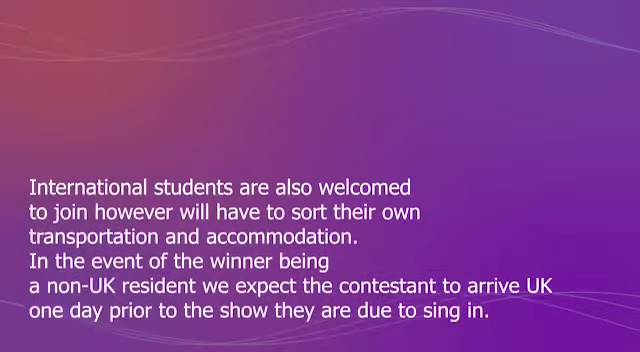 International students are also welcomed
to join however will have to sort their own
transportation and accommodation.
In the event of the winner being
a non-UK resident we expect the contestant to arrive UK
one day prior to the show they are due to sing in.